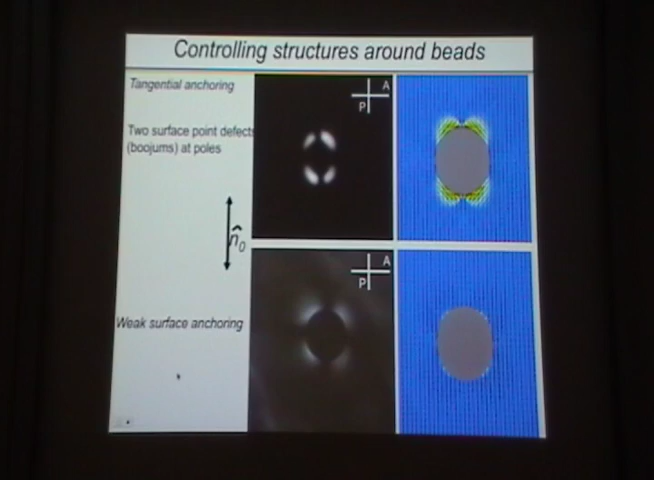 Controlling structures around beads
Tangential anchoring
Two surface point defects
(boojums) at poles
n̂₀
Weak surface anchoring
A
P
A
P